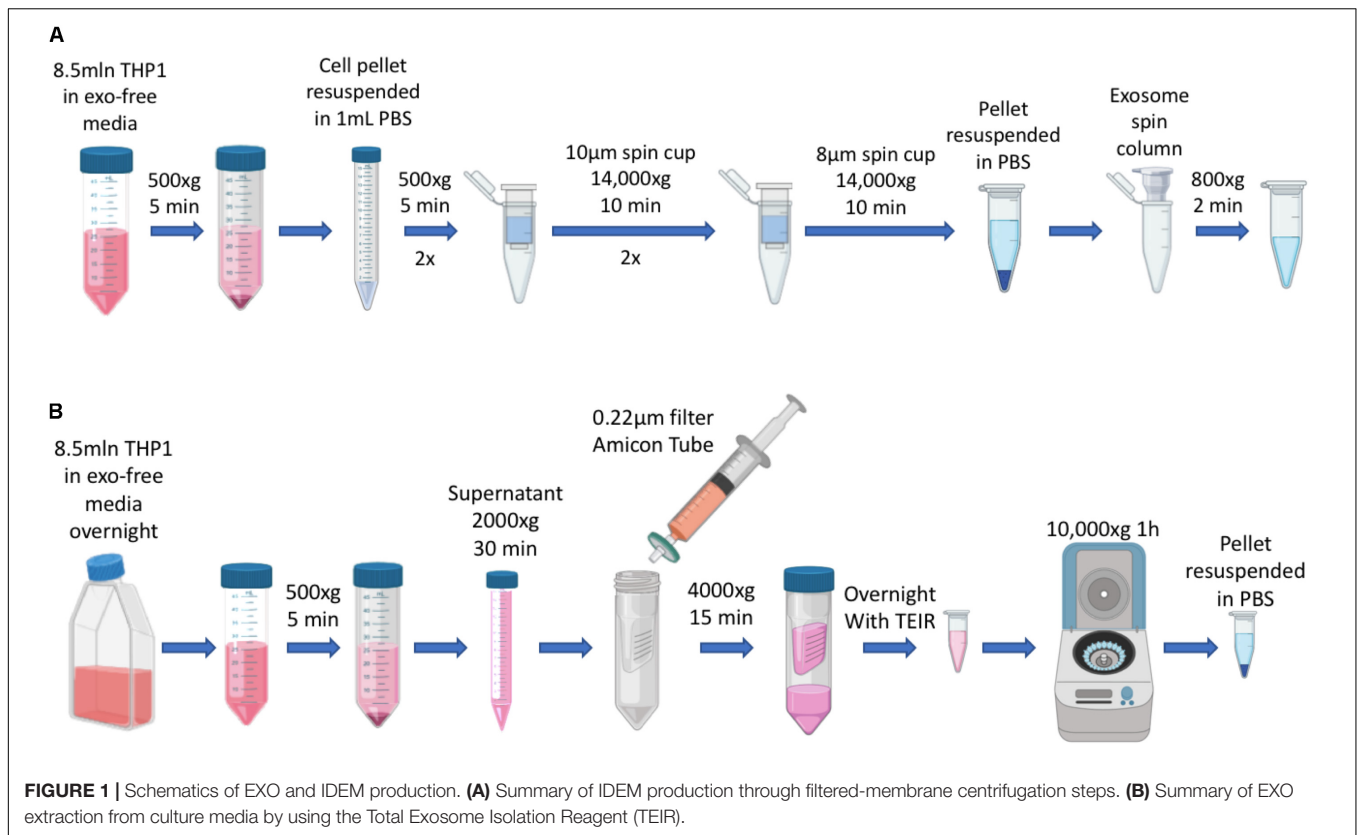 A
8.5mln THP1
in exo-free
media
500xg
5 min
Cell pellet
resuspended
in 1mL PBS
500xg
5 min
2x
10µm spin cup
14,000xg
10 min
2x
8µm spin cup
14,000xg
10 min
Pellet
resuspended
in PBS
Exosome
spin
column
800xg
2 min
B
8.5mln THP1
in exo-free
media
overnight
500xg
5 min
Supernatant
2000xg
30 min
0.22µm filter
Amicon Tube
4000xg
15 min
Overnight
With TEIR
10,000xg 1h
Pellet
resuspended
in PBS
FIGURE 1 | Schematics of EXO and IDEM production. (A) Summary of IDEM production through filtered-membrane centrifugation steps. (B) Summary of EXO
extraction from culture media by using the Total Exosome Isolation Reagent (TEIR).